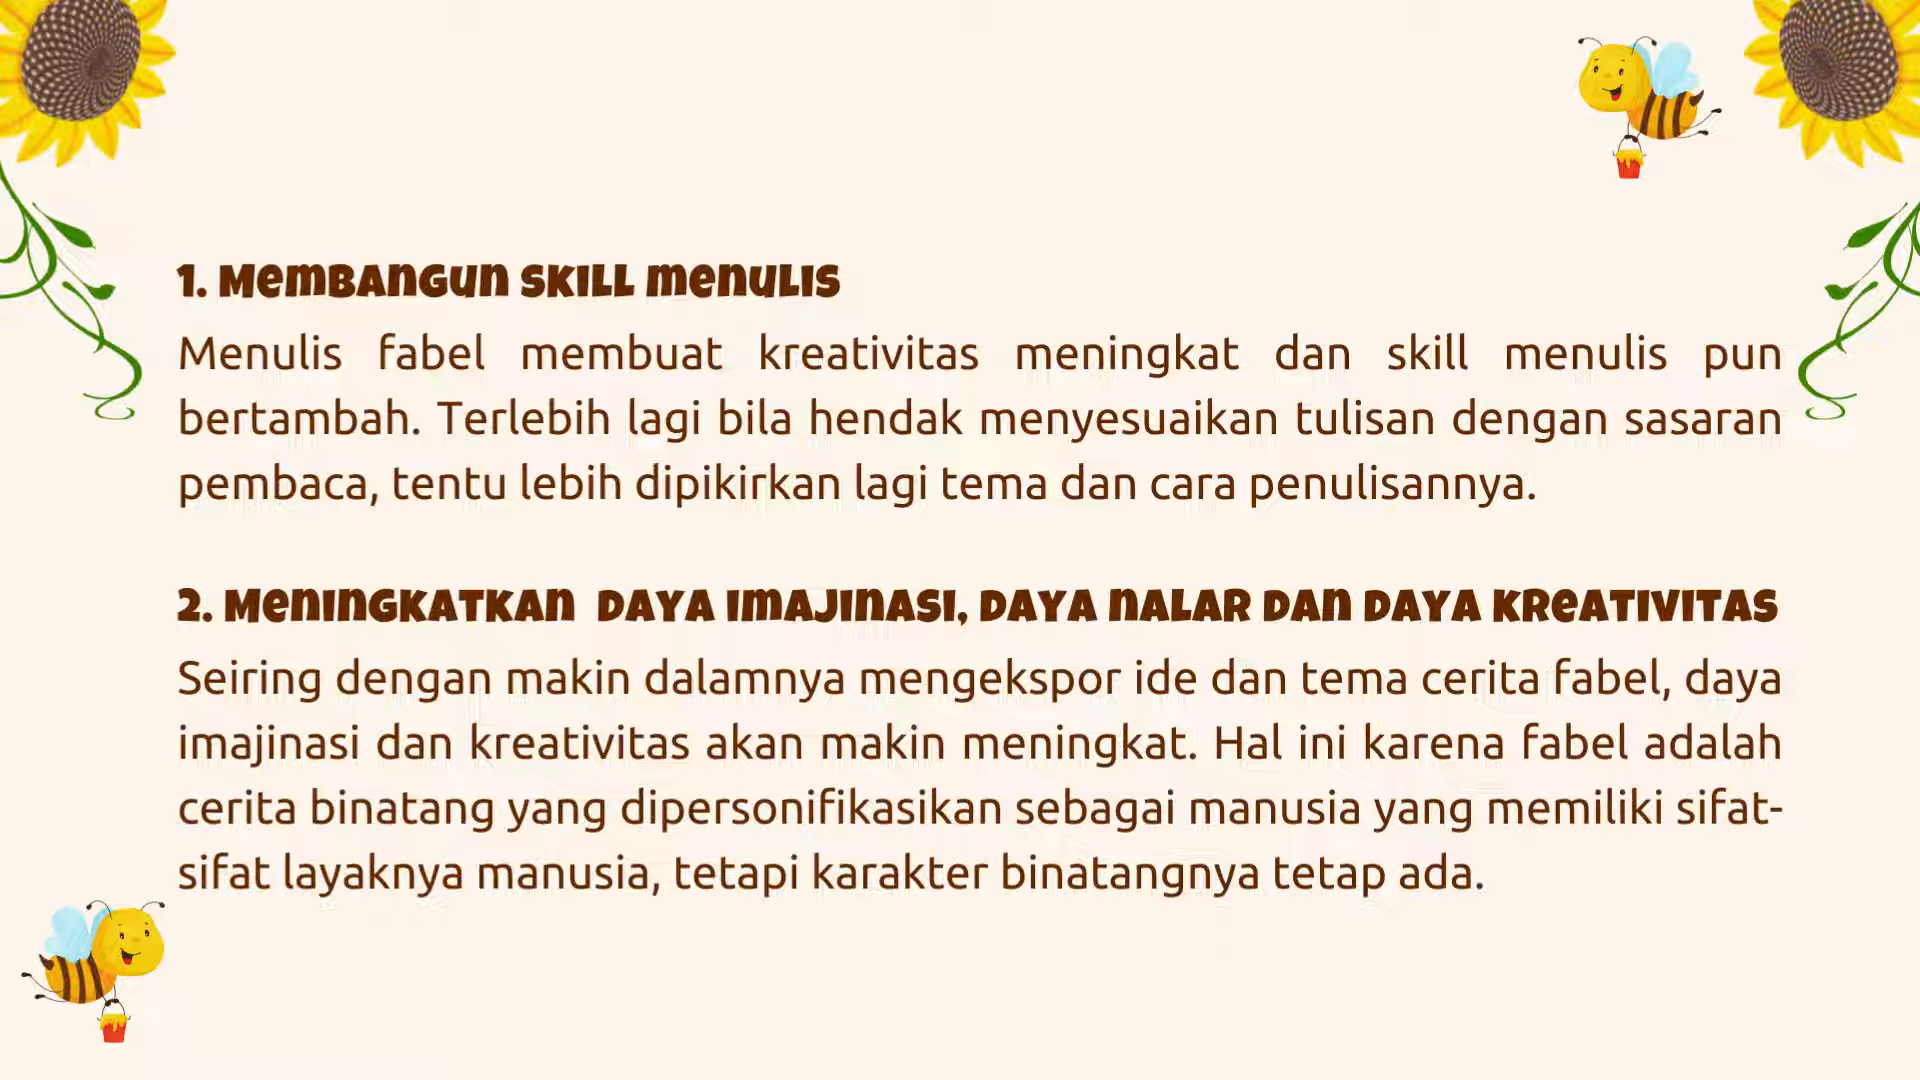 1. Membangun skill menulis
Menulis fabel membuat kreativitas meningkat dan skill menulis pun
bertambah. Terlebih lagi bila hendak menyesuaikan tulisan dengan sasaran
pembaca, tentu lebih dipikirkan lagi tema dan cara penulisannya.
2. Meningkatkan daya imajinasi, daya nalar dan daya kreativitas
Seiring dengan makin dalamnya mengekspor ide dan tema cerita fabel, daya
imajinasi dan kreativitas akan makin meningkat. Hal ini karena fabel adalah
cerita binatang yang dipersonifikasikan sebagai manusia yang memiliki sifat-
sifat layaknya manusia, tetapi karakter binatangnya tetap ada.